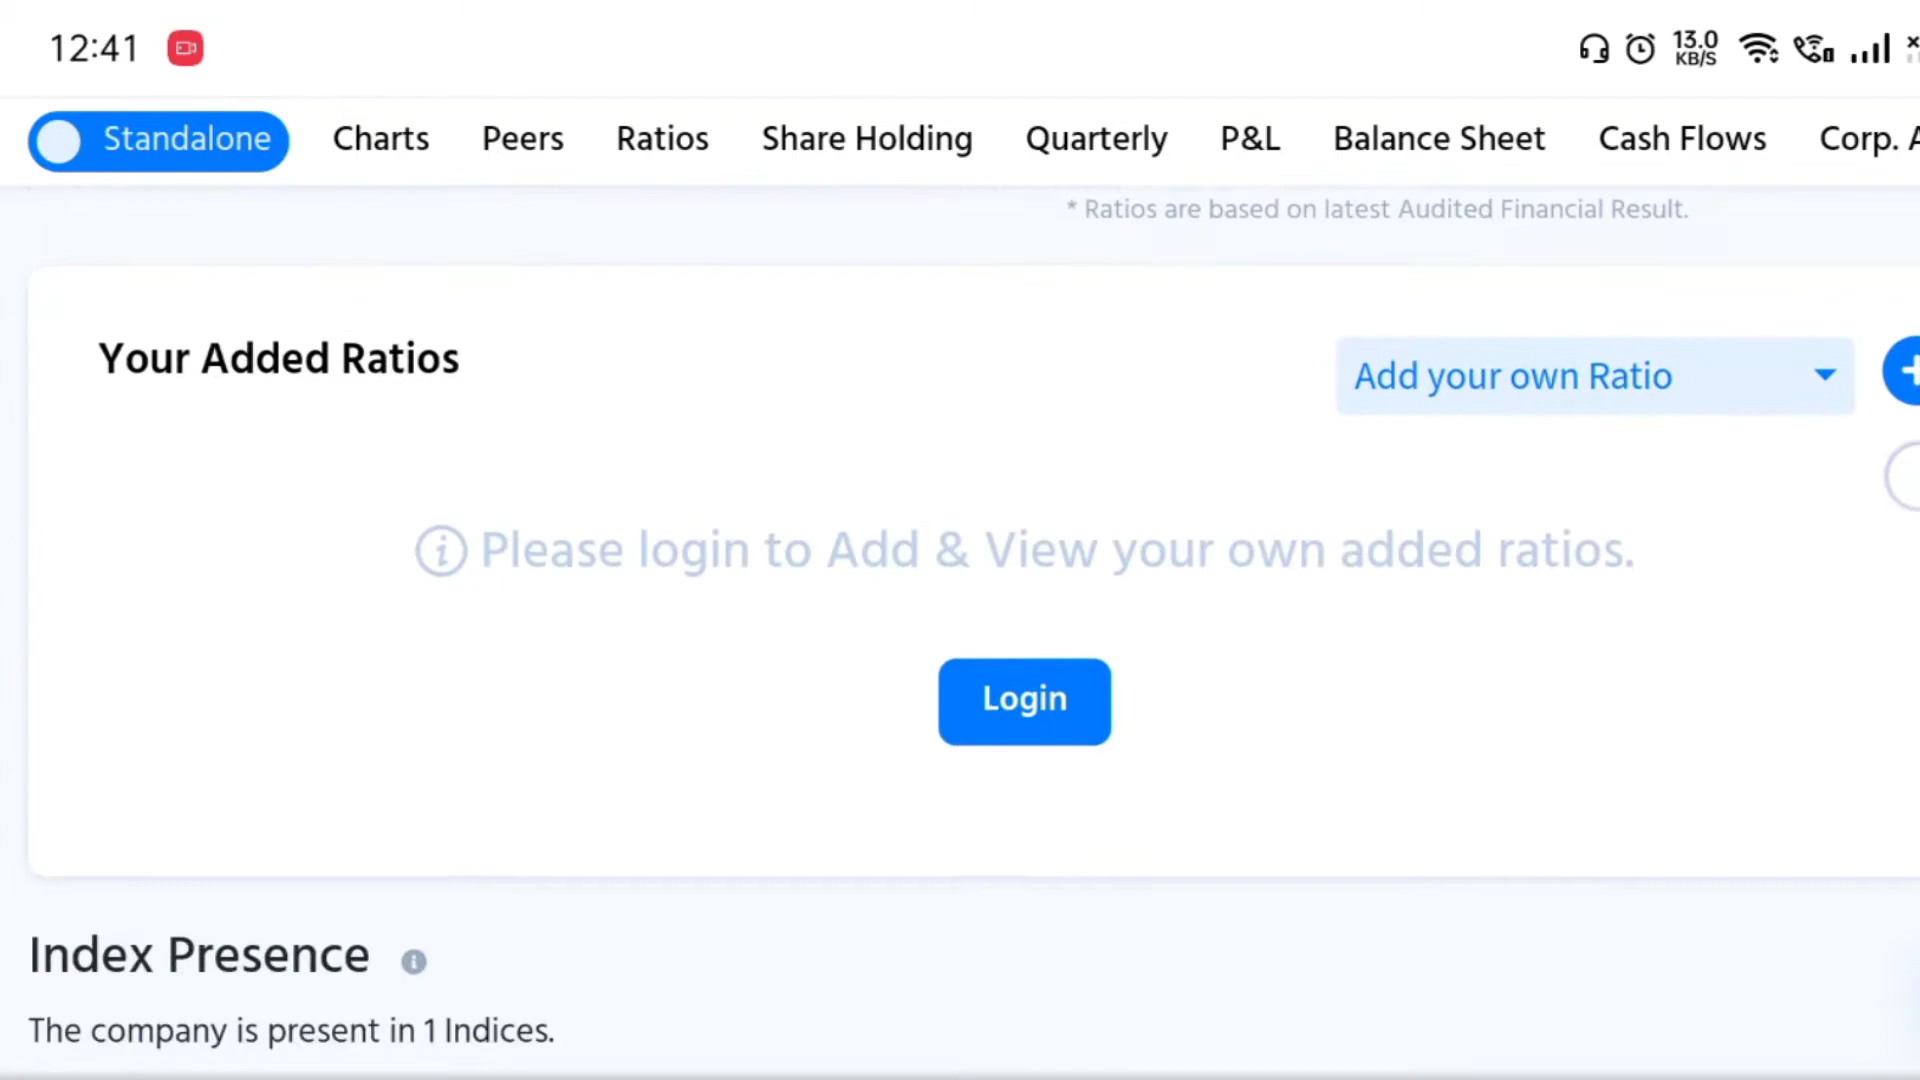 12:41 13.0 KB/S
Standalone Charts Peers Ratios Share Holding Quarterly P&L Balance Sheet Cash Flows Corp.
* Ratios are based on latest Audited Financial Result.
Your Added Ratios
Add your own Ratio
Please login to Add & View your own added ratios.
Login
Index Presence
The company is present in 1 Indices.